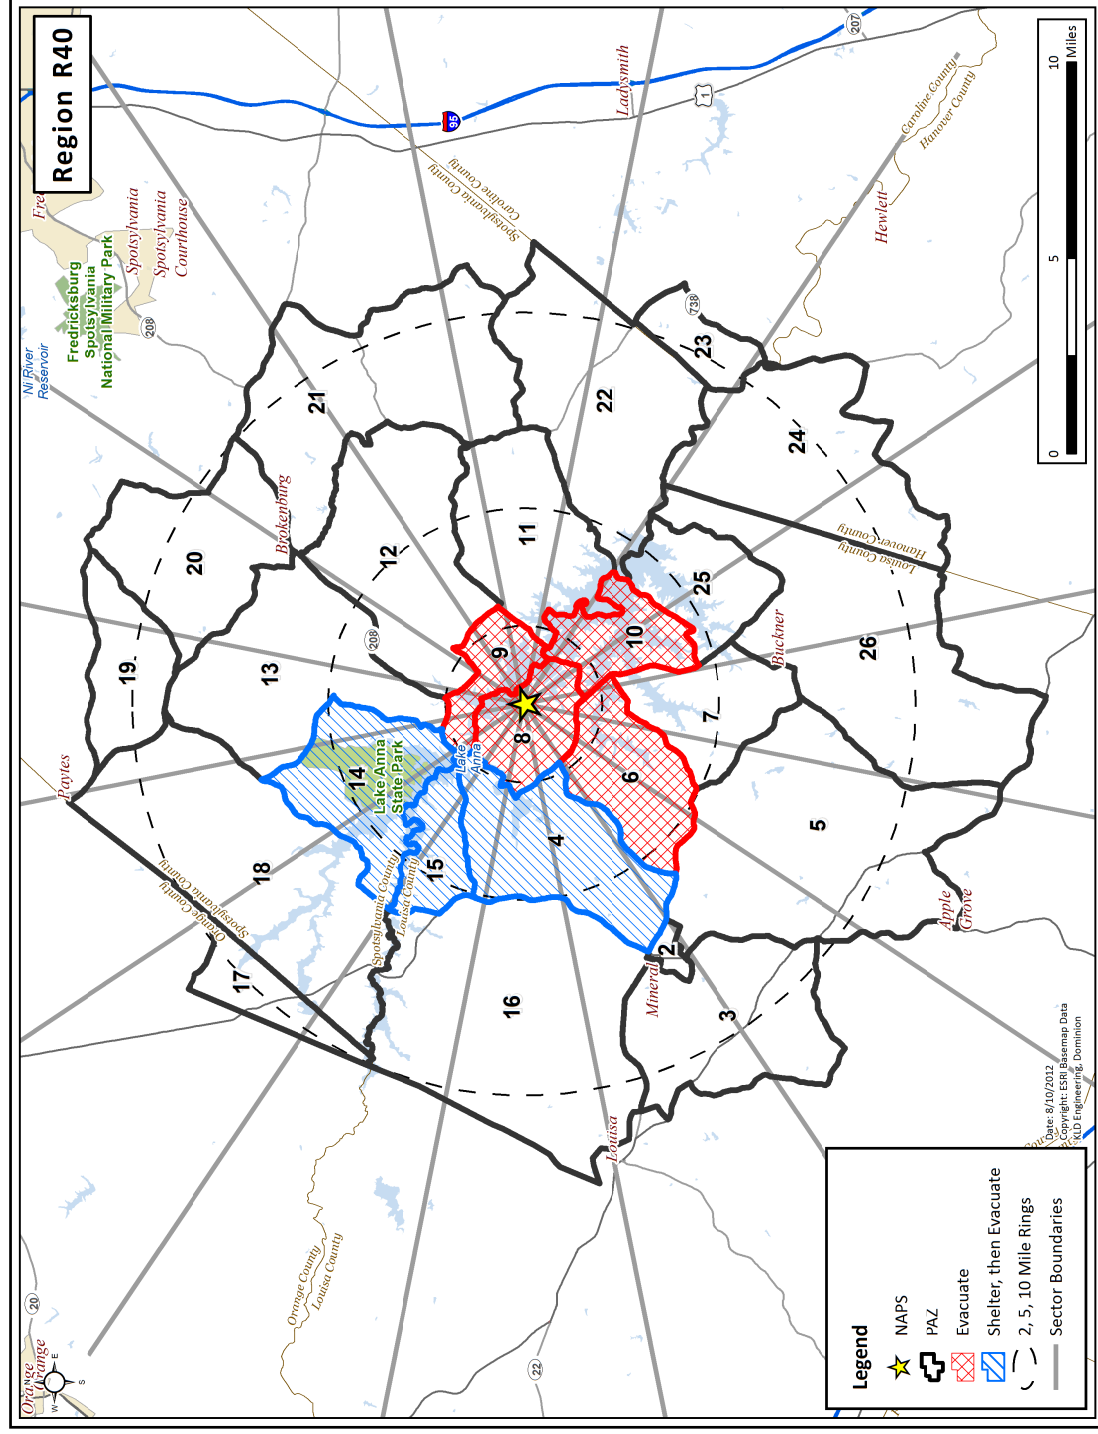 Region R40
Orange
Orange
20
N
W
E
S
Orange County
Louisa County
22
Louisa
Paytes
Orange County
Spotsylvania County
Spotsylvania County
Louisa County
Lake Anna
State Park
Lake
Anna
Mineral
Apple
Grove
Buckner
Brokenburg
208
208
Ni River
Reservoir
Fredricksburg
Spotsylvania
National Military Park
Spotsylvania
Spotsylvania
Courthouse
Fre
95
Ladysmith
1
207
Spotsylvania County
Caroline County
Caroline County
Hanover County
Hewlett
738
Louisa County
Hanover County
2
3
4
5
6
7
8
9
10
11
12
13
14
15
16
17
18
19
20
21
22
23
24
25
26
Legend
NAPS
PAZ
Evacuate
Shelter, then Evacuate
2, 5, 10 Mile Rings
Sector Boundaries
Date: 8/10/2012
Copyright: ESRI Basemap Data
KLD Engineering, Dominion
0
5
10
Miles